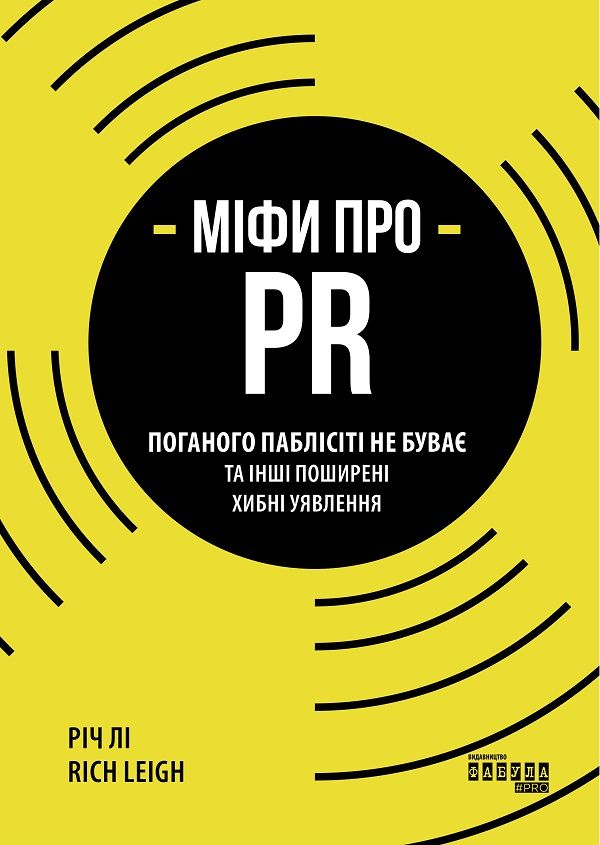 - МІФИ ПРО -
PR
ПОГАНОГО ПАБЛІСІТІ НЕ БУВАЄ
ТА ІНШІ ПОШИРЕНІ
ХИБНІ УЯВЛЕННЯ
РІЧ ЛІ
RICH LEIGH
ВИДАВНИЦТВО
ФАБУЛА
#PRO